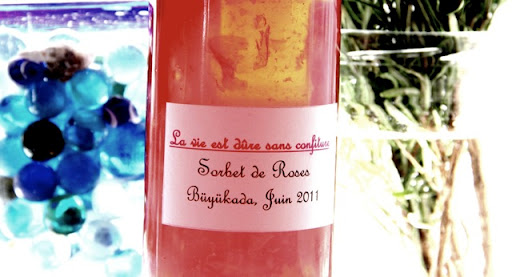 La vie est dûre sans confiture
Sorbet de Roses
Büyükada, Juin 2011